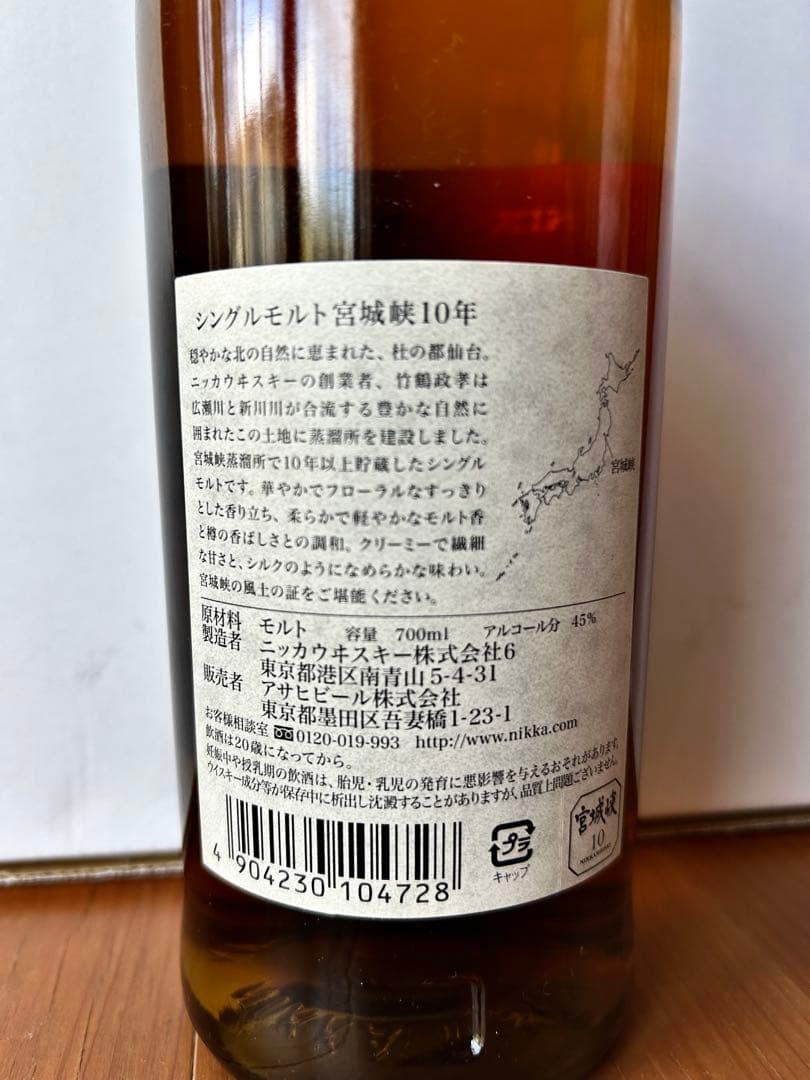 シングルモルト宮城峡10年
穏やかな北の自然に恵まれた、杜の都仙台。
ニッカウヰスキーの創業者、竹鶴政孝は
広瀬川と新川川が合流する豊かな自然に
囲まれたこの土地に蒸溜所を建設しました。
宮城峡蒸溜所で10年以上貯蔵したシングル
モルトです。華やかでフローラルなすっきり
とした香り立ち、柔らかで軽やかなモルト香
と樽の香ばしさとの調和。クリーミーで繊細
な甘さと、シルクのようになめらかな味わい。
宮城峡の風土の証をご堪能ください。
宮城峡
原材料 モルト 容量 700ml アルコール分 45%
製造者 ニッカウヰスキー株式会社6
東京都港区南青山5-4-31
販売者 アサヒビール株式会社
東京都墨田区吾妻橋1-23-1
お客様相談室 0120-019-993 http://www.nikka.com
飲酒は20歳になってから。
妊娠中や授乳期の飲酒は、胎児・乳児の発育に悪影響を与えるおそれがあります。
ウイスキー成分等が保存中に析出し沈澱することがありますが、品質上問題ございません。
4 904230 104728
プラ
キャップ
宮城峡
10